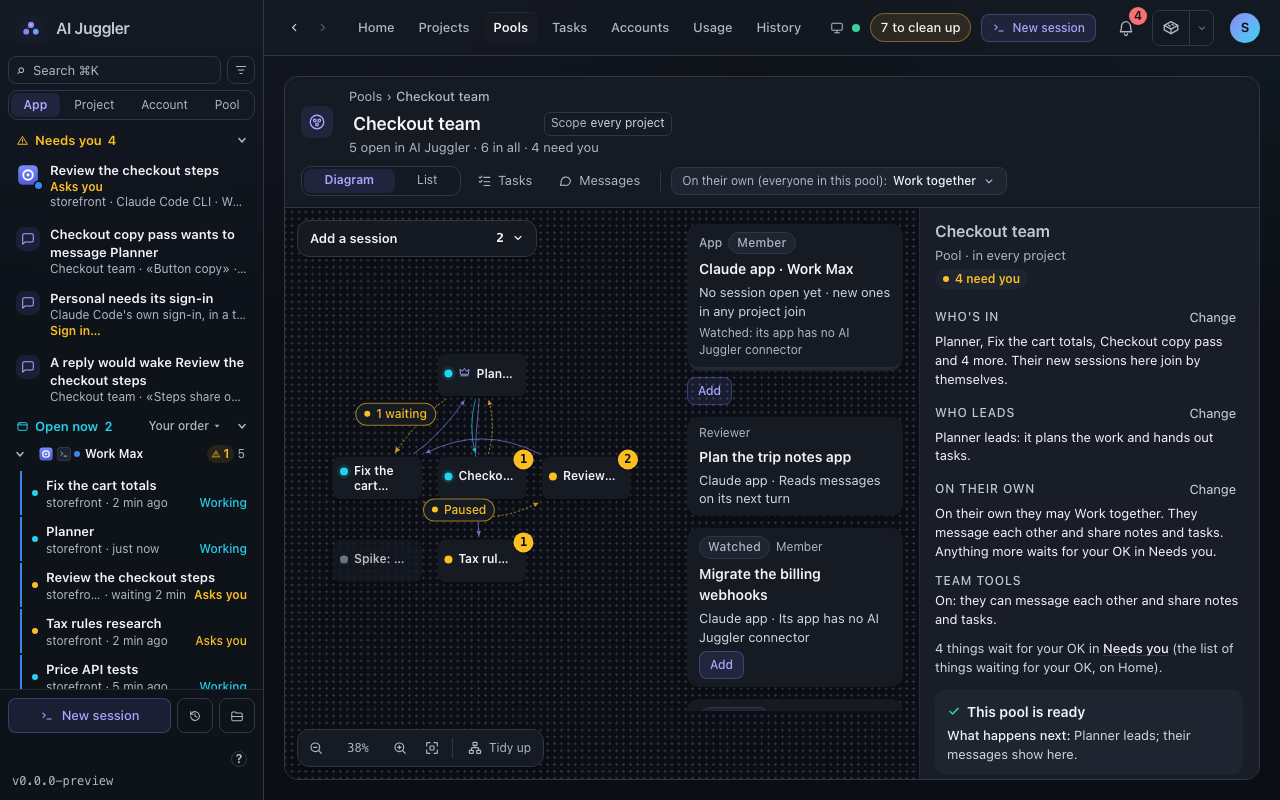 AI Juggler
Search ⌘K
App Project Account Pool
Needs you 4
Review the checkout steps
Asks you
storefront · Claude Code CLI · W...
Checkout copy pass wants to
message Planner
Checkout team · «Button copy» ·...
Personal needs its sign-in
Claude Code's own sign-in, in a t...
Sign in...
A reply would wake Review the
checkout steps
Checkout team · «Steps share o...
Open now 2 Your order
Work Max 1 5
Fix the cart totals
storefront · 2 min ago Working
Planner
storefront · just now Working
Review the checkout steps
storefro... · waiting 2 min Asks you
Tax rules research
storefront · 2 min ago Asks you
Price API tests
storefront · 5 min ago Working
New session
?
v0.0.0-preview
Home Projects Pools Tasks Accounts Usage History
7 to clean up
New session
4
S
Pools › Checkout team
Checkout team
Scope every project
5 open in AI Juggler · 6 in all · 4 need you
Diagram List Tasks Messages
On their own (everyone in this pool): Work together
Add a session 2
Plan...
1 waiting
Fix the
cart...
Checko... 1
Review... 2
Paused
Spike: ...
Tax rul... 1
38%
Tidy up
App Member
Claude app · Work Max
No session open yet · new ones
in any project join
Watched: its app has no AI
Juggler connector
Add
Reviewer
Plan the trip notes app
Claude app · Reads messages
on its next turn
Watched Member
Migrate the billing
webhooks
Claude app · Its app has no AI
Juggler connector
Add
Checkout team
Pool · in every project
4 need you
WHO'S IN Change
Planner, Fix the cart totals, Checkout copy pass
and 4 more. Their new sessions here join by
themselves.
WHO LEADS Change
Planner leads: it plans the work and hands out
tasks.
ON THEIR OWN Change
On their own they may Work together. They
message each other and share notes and tasks.
Anything more waits for your OK in Needs you.
TEAM TOOLS
On: they can message each other and share notes
and tasks.
4 things wait for your OK in Needs you (the list of
things waiting for your OK, on Home).
This pool is ready
What happens next: Planner leads; their
messages show here.